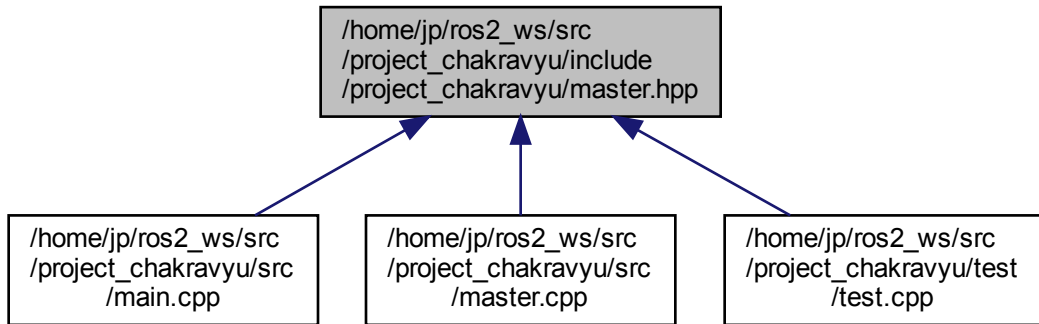 /home/jp/ros2_ws/src
/project_chakravyu/include
/project_chakravyu/master.hpp
/home/jp/ros2_ws/src
/project_chakravyu/src
/main.cpp
/home/jp/ros2_ws/src
/project_chakravyu/src
/master.cpp
/home/jp/ros2_ws/src
/project_chakravyu/test
/test.cpp